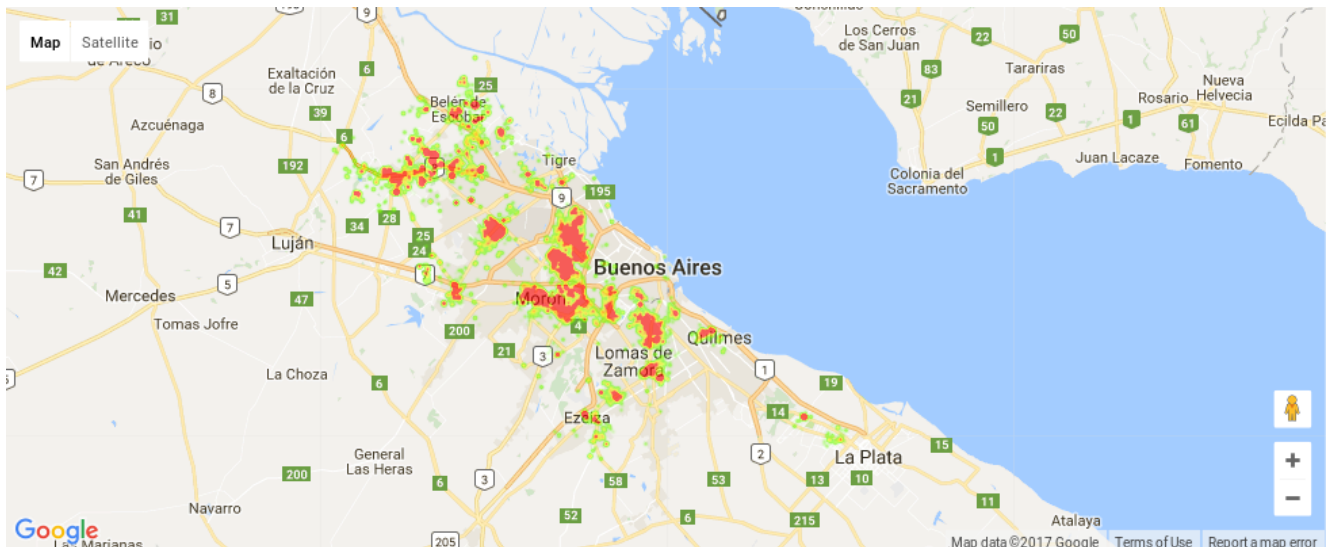 Map
Satellite
31
9
6
25
Los Cerros
de San Juan
22
50
83
21
Tarariras
Nueva
Helvecia
Rosario
Semillero
22
50
1
61
Ecilda Pa
1
Juan Lacaze
Fomento
Colonia del
Sacramento
de Areco
Exaltación
de la Cruz
8
39
6
Azcuénaga
Belén de
Escobar
192
San Andrés
de Giles
7
Tigre
195
9
41
34
28
7
25
24
7
Luján
42
5
47
Buenos Aires
Mercedes
Tomas Jofre
Morón
200
4
21
3
Quilmes
Lomas de
Zamora
1
La Choza
6
19
14
Ezeiza
General
Las Heras
200
2
La Plata
15
6
3
58
53
13
10
11
Navarro
52
6
215
Atalaya
205
Google
Las Marianas
Map data ©2017 Google
Terms of Use
Report a map error